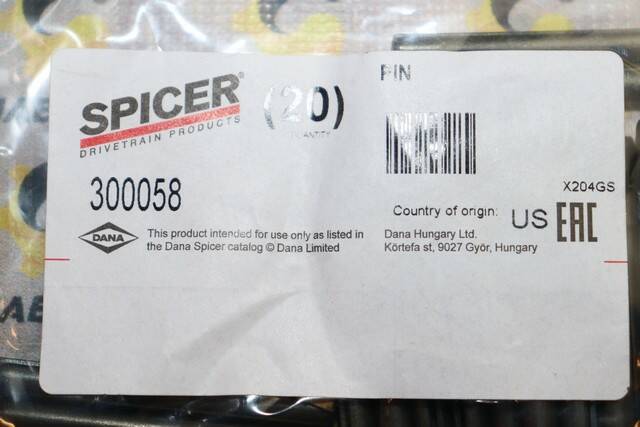 SPICER®
DRIVETRAIN PRODUCTS
(20)
QUANTITY
PIN
300058
X204GS
Country of origin: US
EAC
DANA
This product intended for use only as listed in
the Dana Spicer catalog © Dana Limited
Dana Hungary Ltd.
Körtefa st, 9027 Györ, Hungary